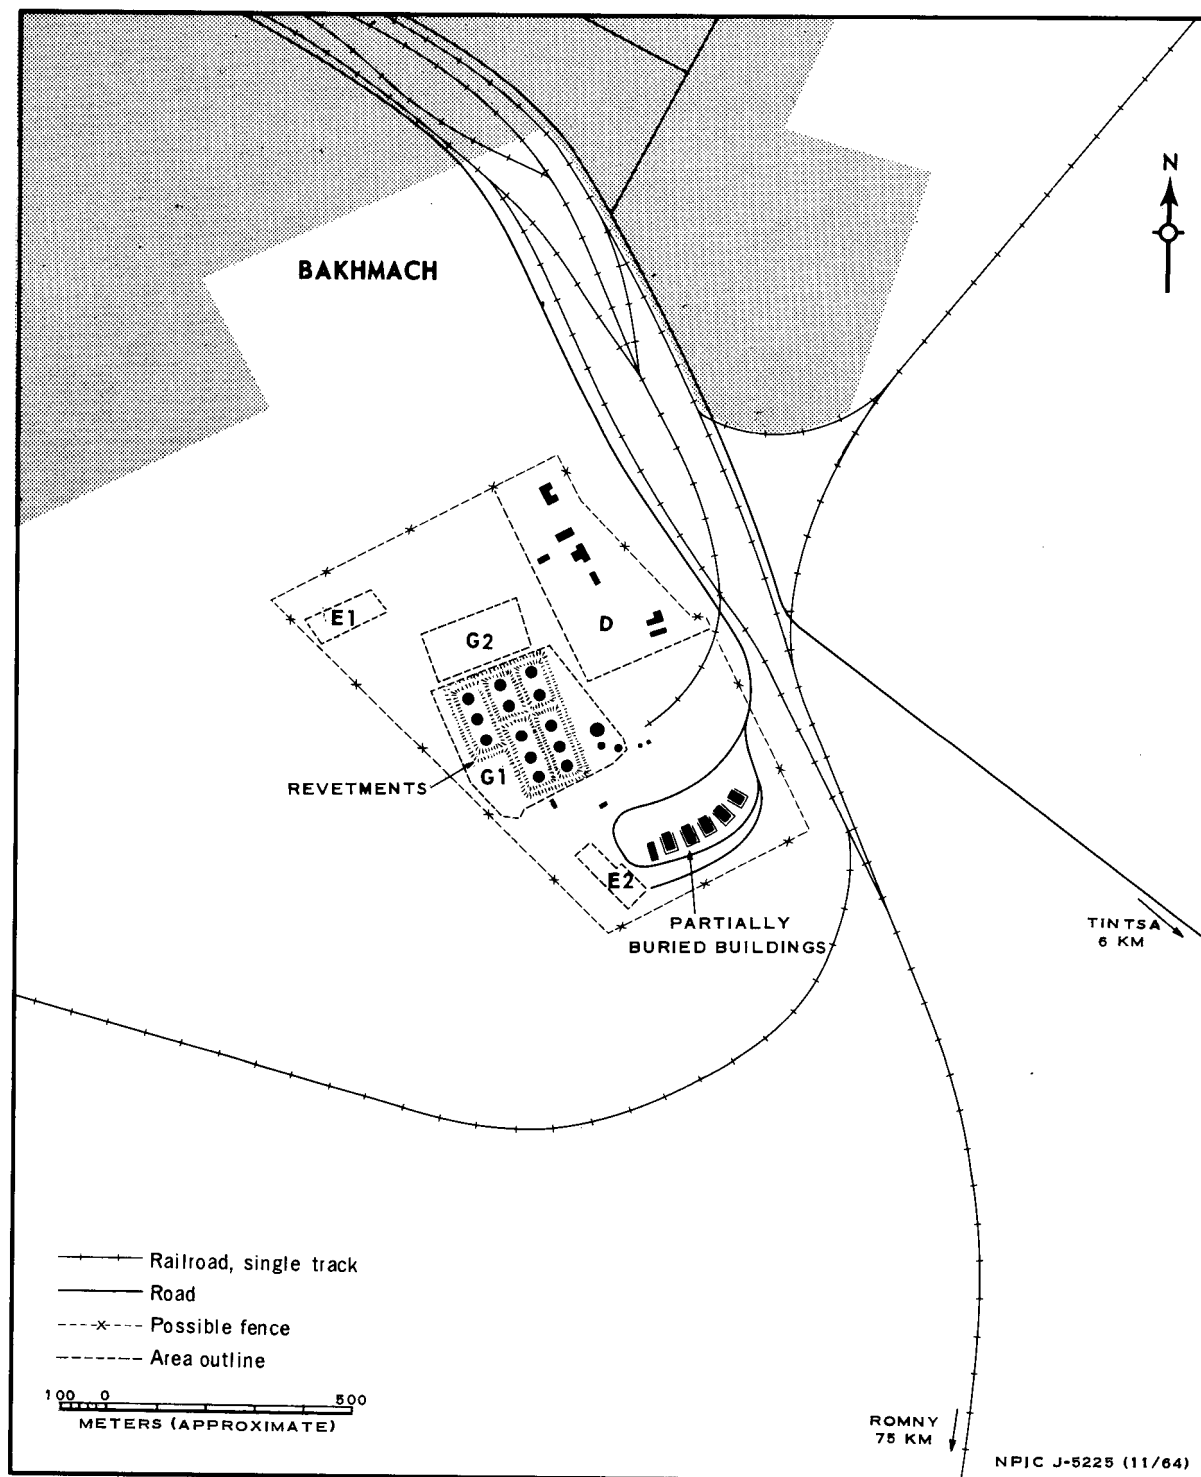 N
BAKHMACH
E1
G2
D
REVETMENTS
G1
E2
PARTIALLY
BURIED BUILDINGS
TINTSA
6 KM
Railroad, single track
Road
Possible fence
Area outline
100 0 500
METERS (APPROXIMATE)
ROMNY
75 KM
NPIC J-5225 (11/64)